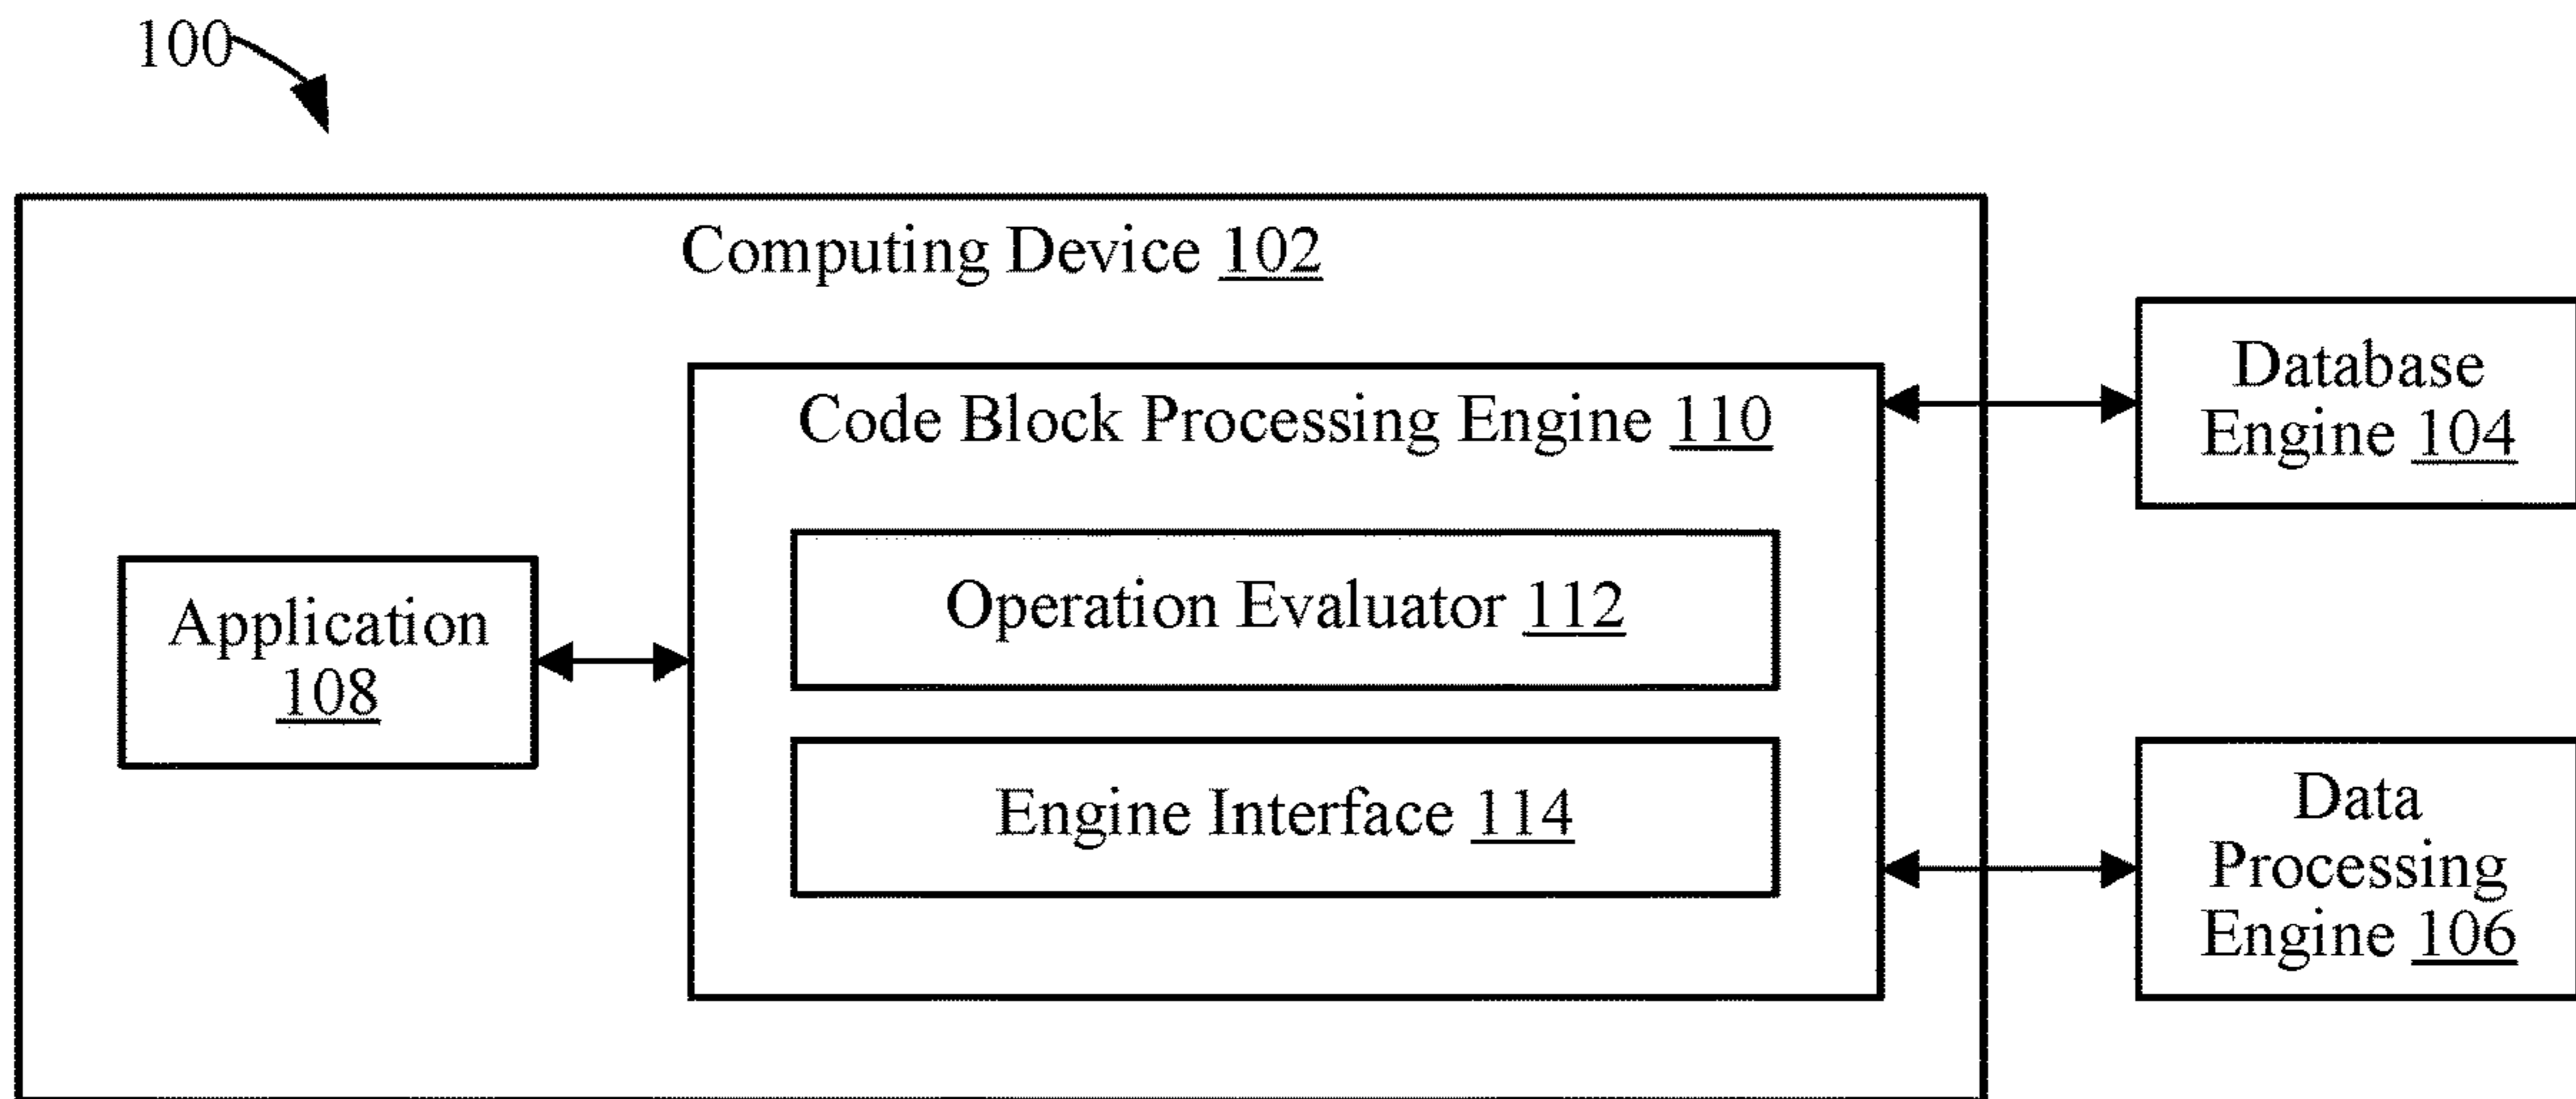 100
Computing Device 102
Code Block Processing Engine 110
Operation Evaluator 112
Engine Interface 114
Application
108
Database
Engine 104
Data
Processing
Engine 106